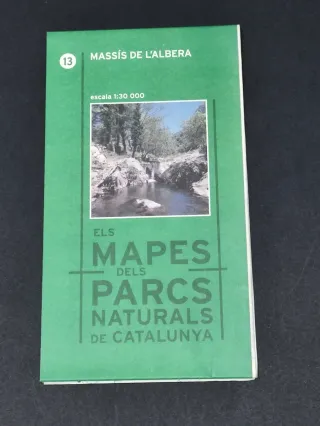 13 MASSÍS DE L'ALBERA
escala 1:30 000
ELS
MAPES
DELS
PARCS
NATURALS
DE CATALUNYA